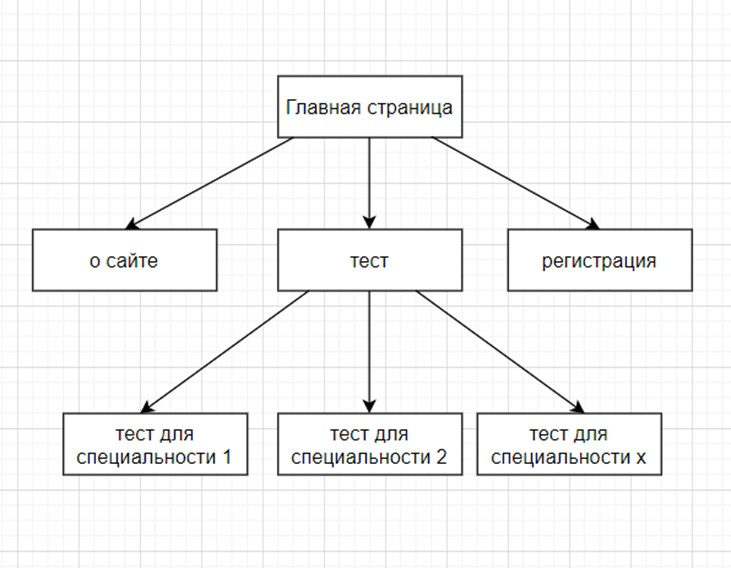 Главная страница
о сайте
тест
регистрация
тест для
специальности 1
тест для
специальности 2
тест для
специальности х